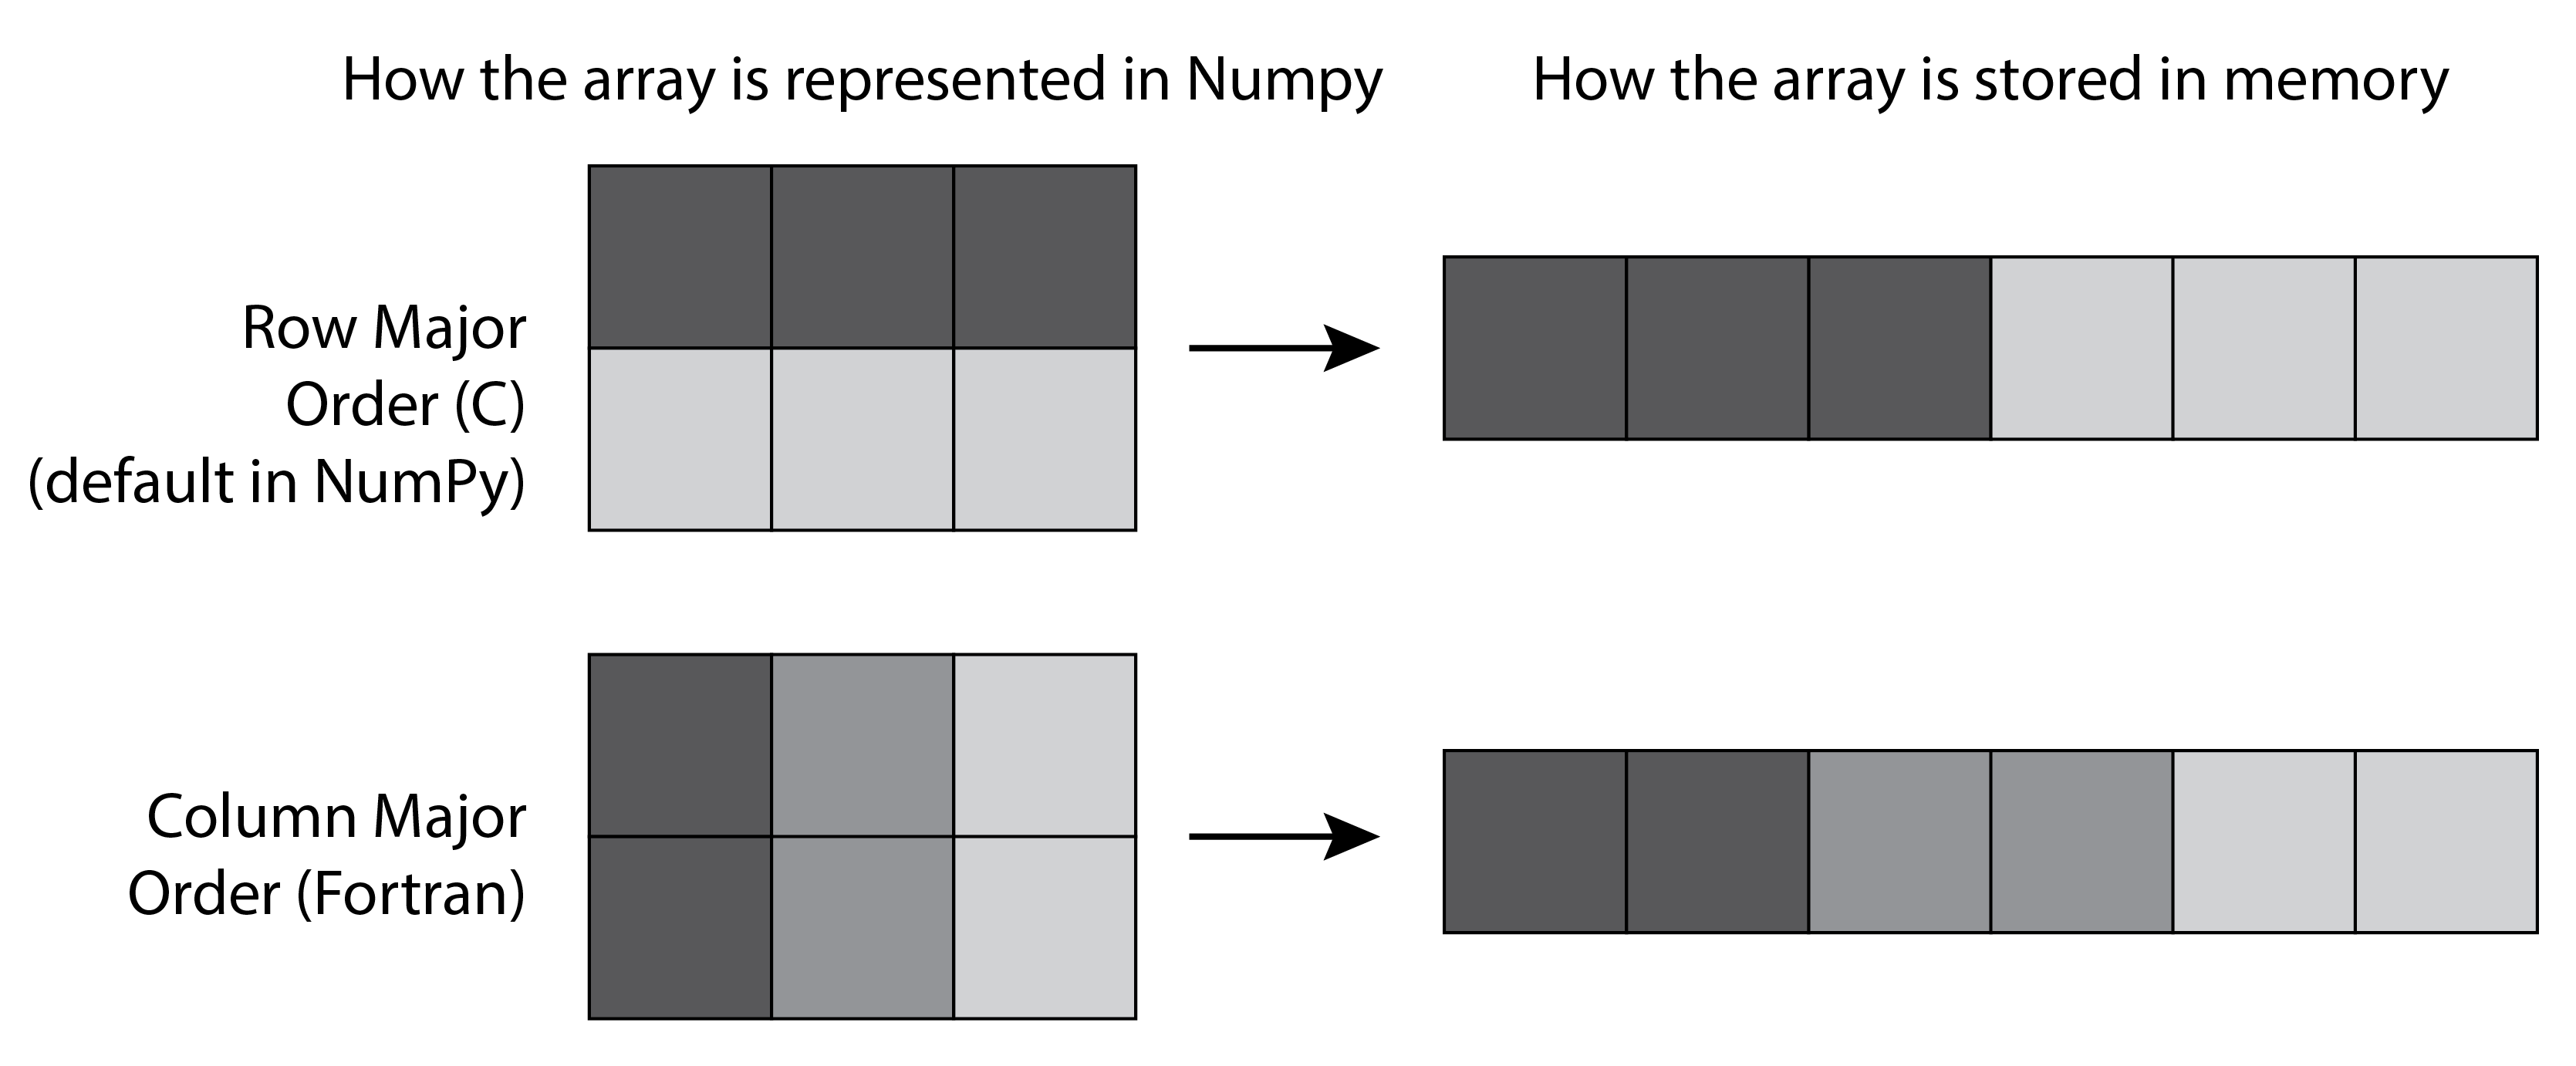 How the array is represented in Numpy
How the array is stored in memory
Row Major
Order (C)
(default in NumPy)
Column Major
Order (Fortran)